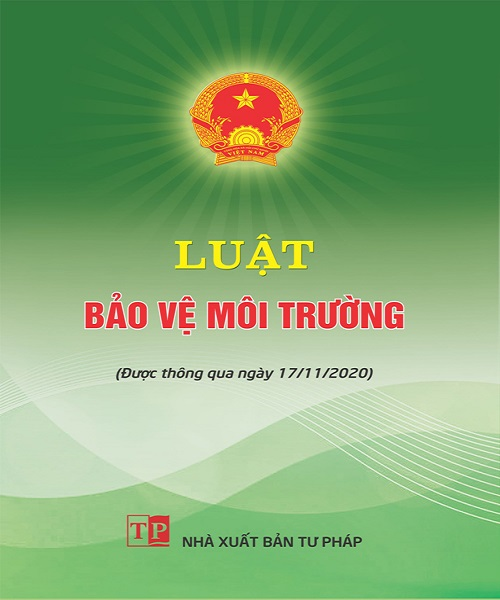 VIỆT NAM
LUẬT
BẢO VỆ MÔI TRƯỜNG
(Được thông qua ngày 17/11/2020)
TP
NHÀ XUẤT BẢN TƯ PHÁP